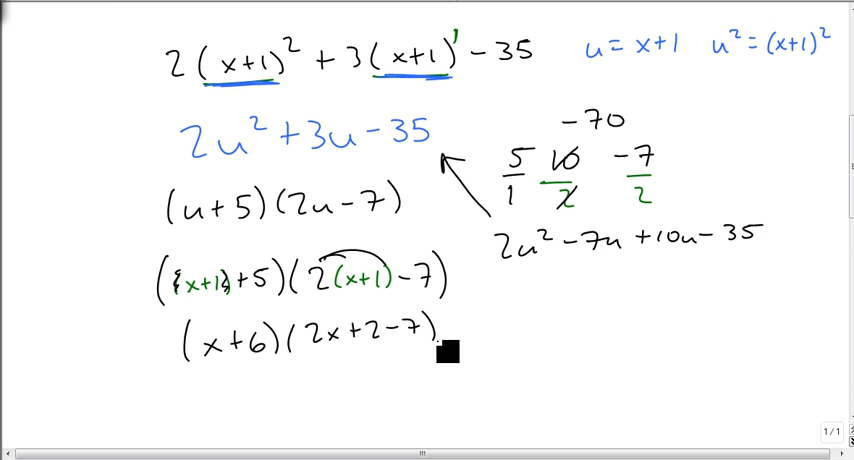 2(x+1)² + 3(x+1)¹ - 35
u = x+1 u² = (x+1)²
2u² + 3u - 35
-70
5/1 10/2 -7/2
(u+5)(2u-7)
2u² - 7u + 10u - 35
((x+1)+5)(2(x+1)-7)
(x+6)(2x+2-7)
1/1